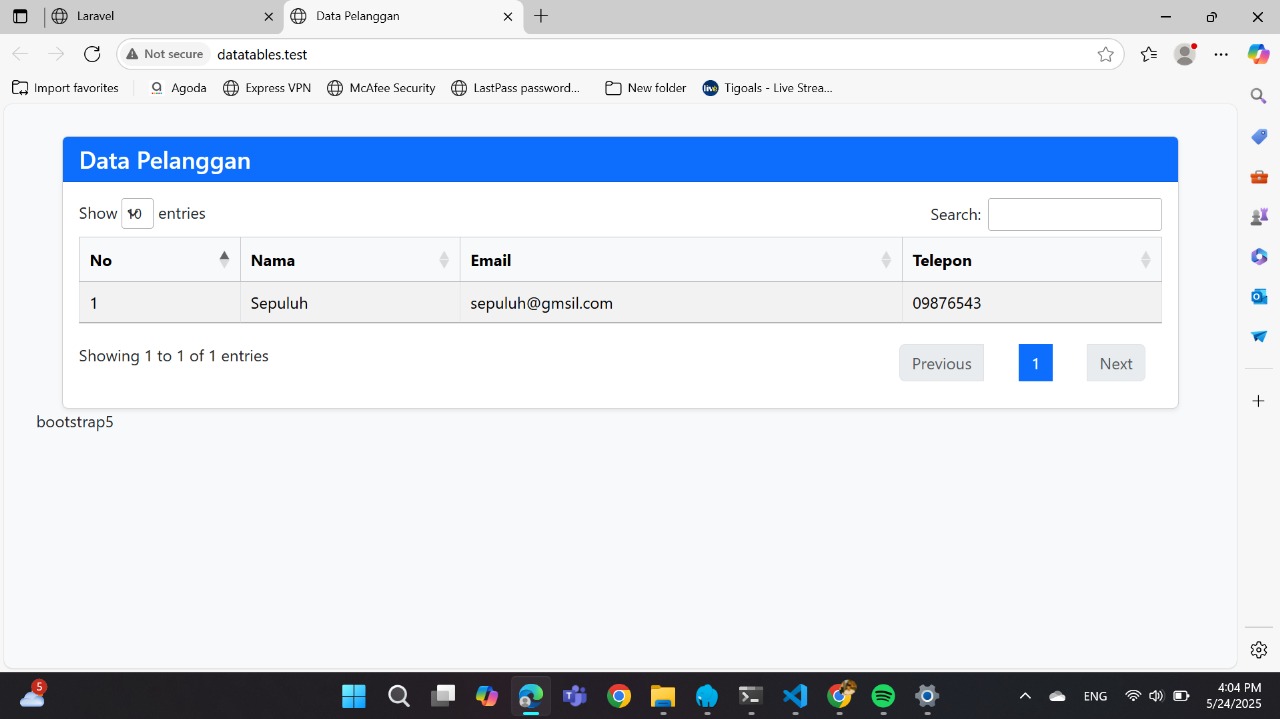 Laravel
Data Pelanggan
Not secure
datatables.test
Import favorites
Agoda
Express VPN
McAfee Security
LastPass password...
New folder
live
Tigoals - Live Strea...
Data Pelanggan
Show 10 entries
Search:
No
Nama
Email
Telepon
1
Sepuluh
sepuluh@gmsil.com
09876543
Showing 1 to 1 of 1 entries
Previous
1
Next
bootstrap5
5
ENG
4:04 PM
5/24/2025